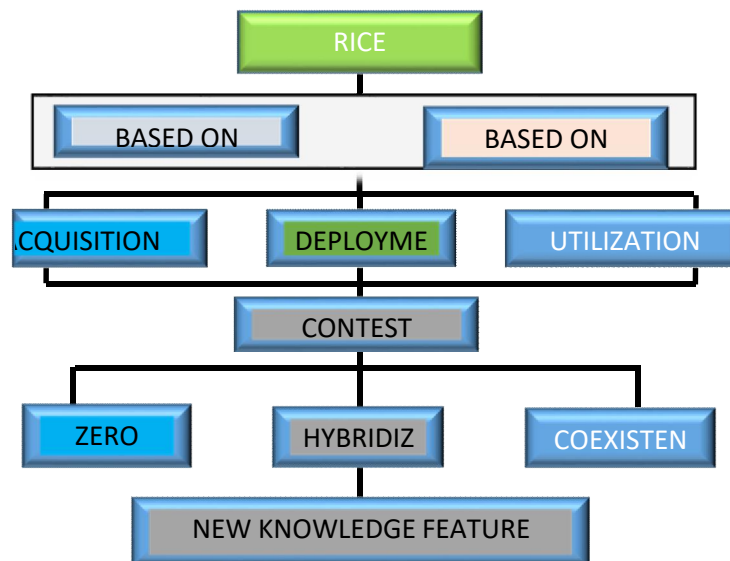 RICE
BASED ON
BASED ON
CQUISITION
DEPLOYME
UTILIZATION
CONTEST
ZERO
HYBRIDIZ
COEXISTEN
NEW KNOWLEDGE FEATURE